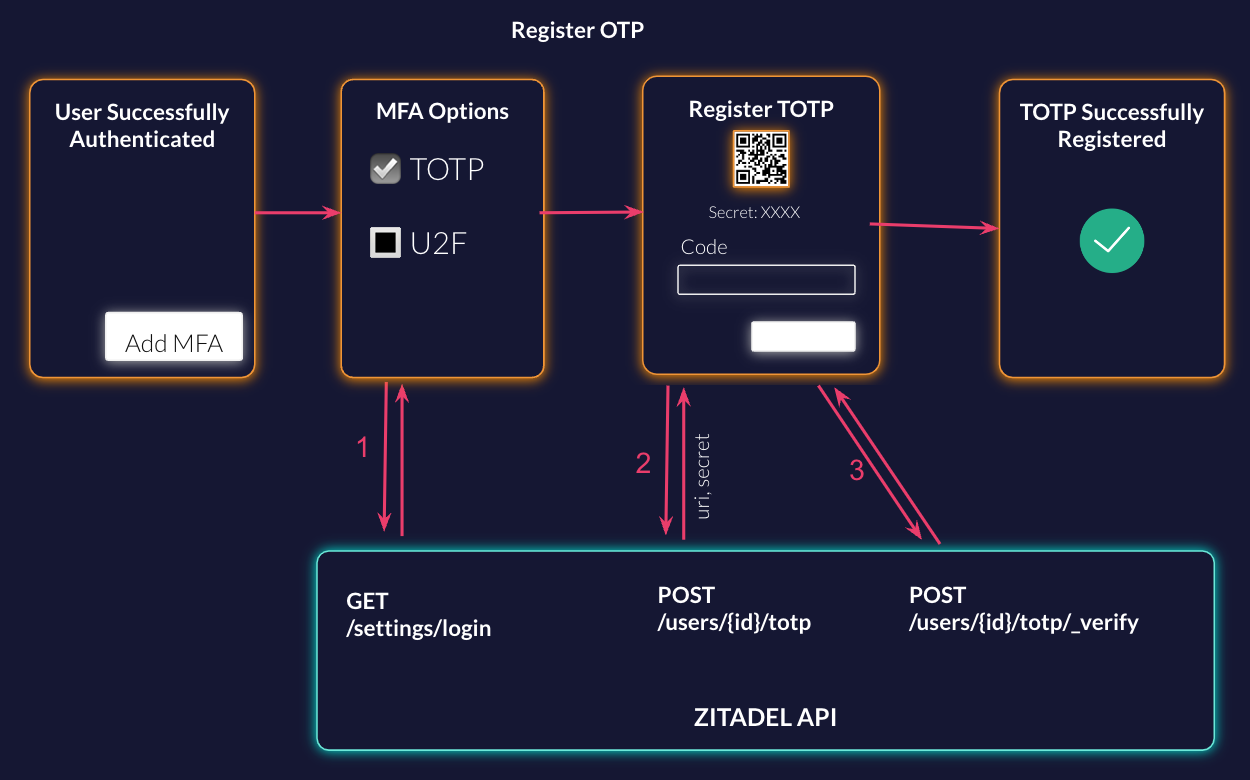 Register OTP
User Successfully
Authenticated
Add MFA
MFA Options
TOTP
U2F
Register TOTP
Secret: XXXX
Code
TOTP Successfully
Registered
1
2
uri, secret
3
GET
/settings/login
POST
/users/{id}/totp
POST
/users/{id}/totp/_verify
ZITADEL API